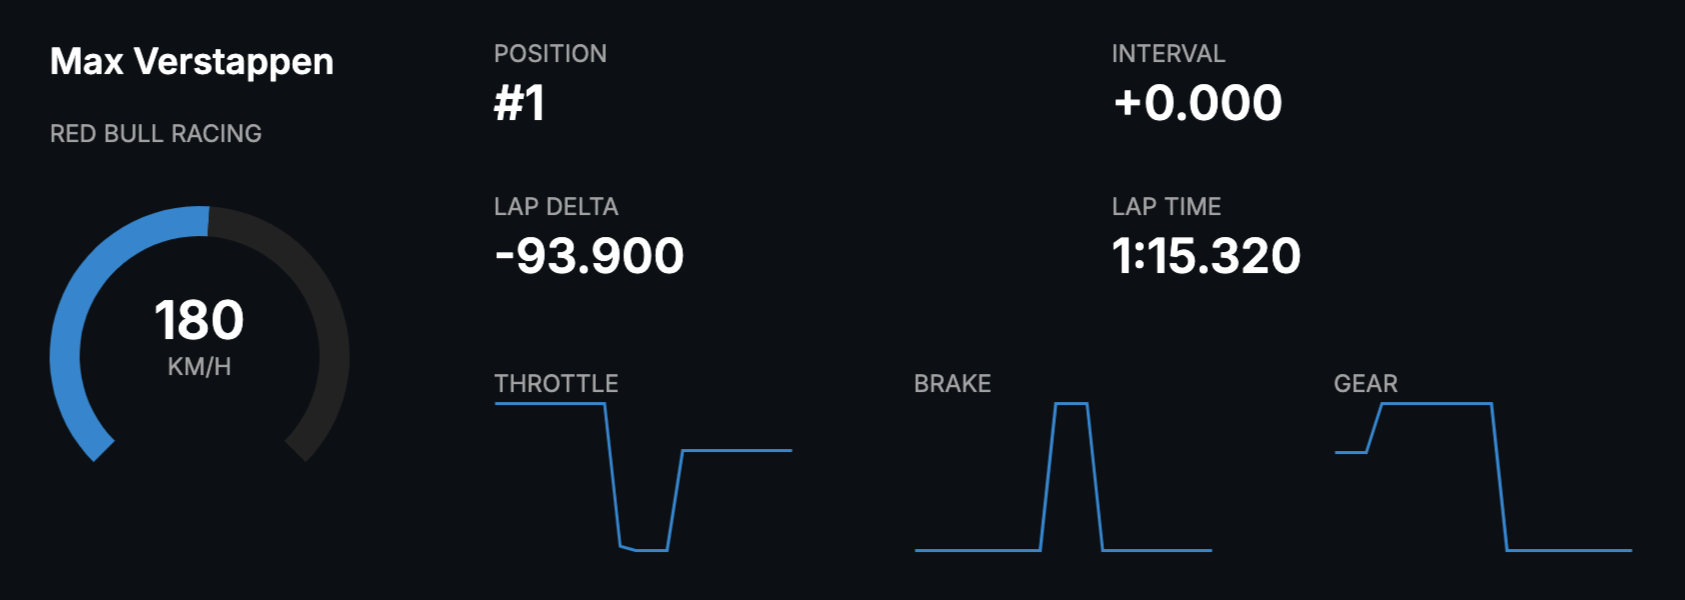 Max Verstappen
RED BULL RACING
180
KM/H
POSITION
#1
INTERVAL
+0.000
LAP DELTA
-93.900
LAP TIME
1:15.320
THROTTLE
BRAKE
GEAR